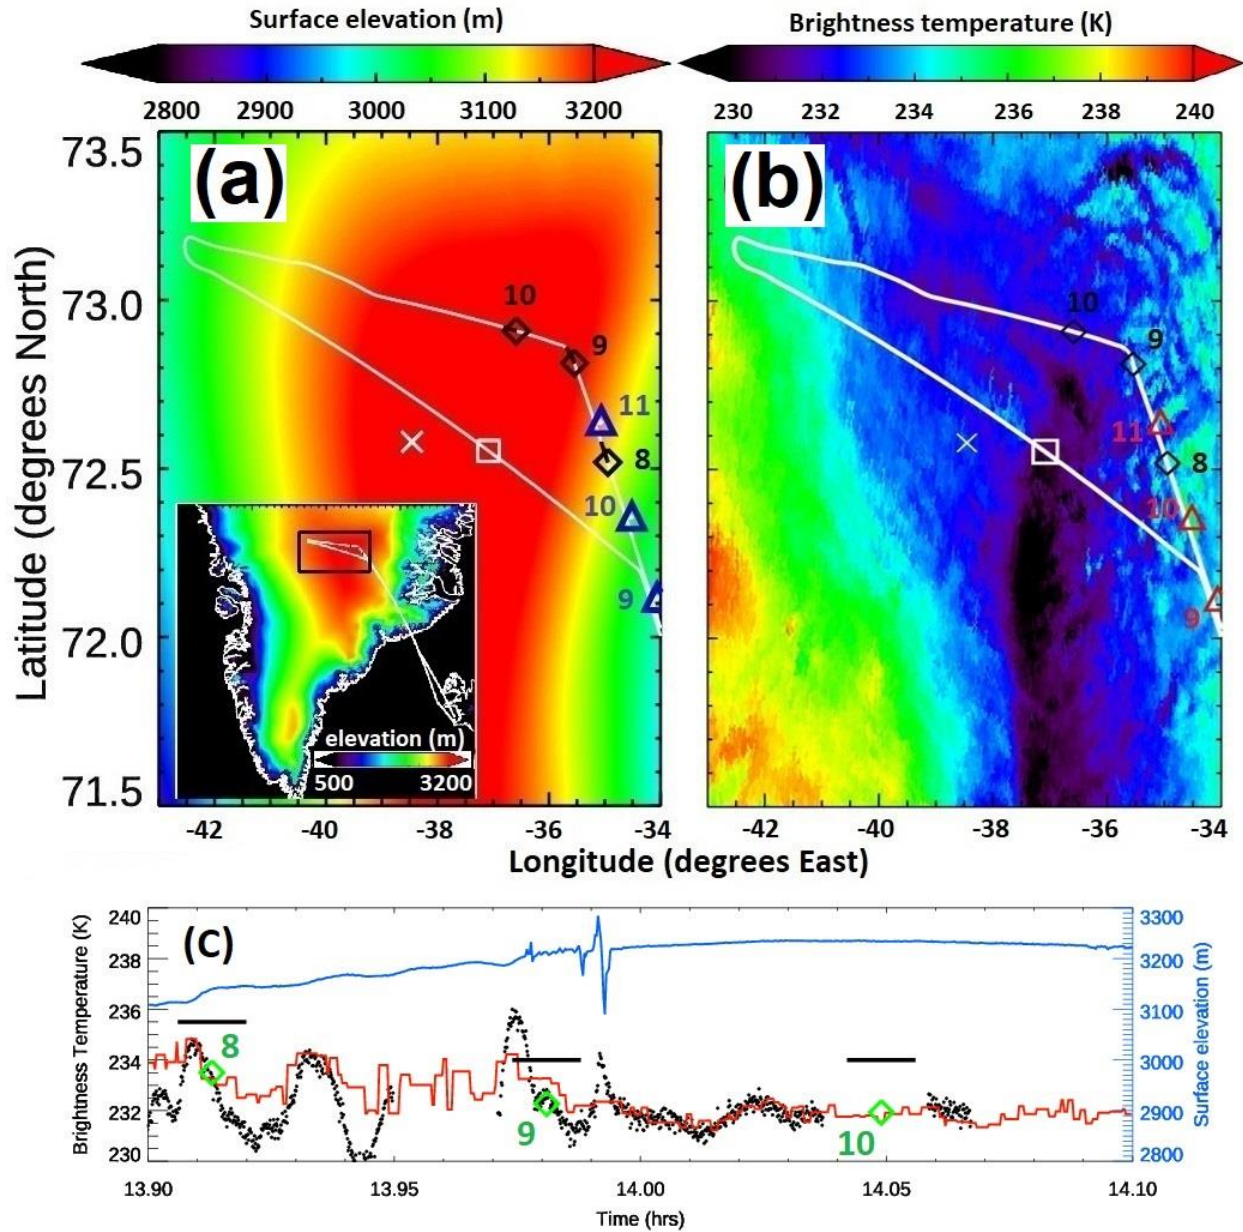 Surface elevation (m)
Brightness temperature (K)
2800 2900 3000 3100 3200
230 232 234 236 238 240
73.5
73.0
72.5
72.0
71.5
Latitude (degrees North)
(a)
10
9
11
8
10
9
elevation (m)
500 3200
(b)
10
9
11
8
10
9
-42 -40 -38 -36 -34
-42 -40 -38 -36 -34
Longitude (degrees East)
(C)
Brightness Temperature (K)
240
238
236
234
232
230
8
9
10
3300
3200
3100
3000
2900
2800
Surface elevation (m)
13.90 13.95 14.00 14.05 14.10
Time (hrs)